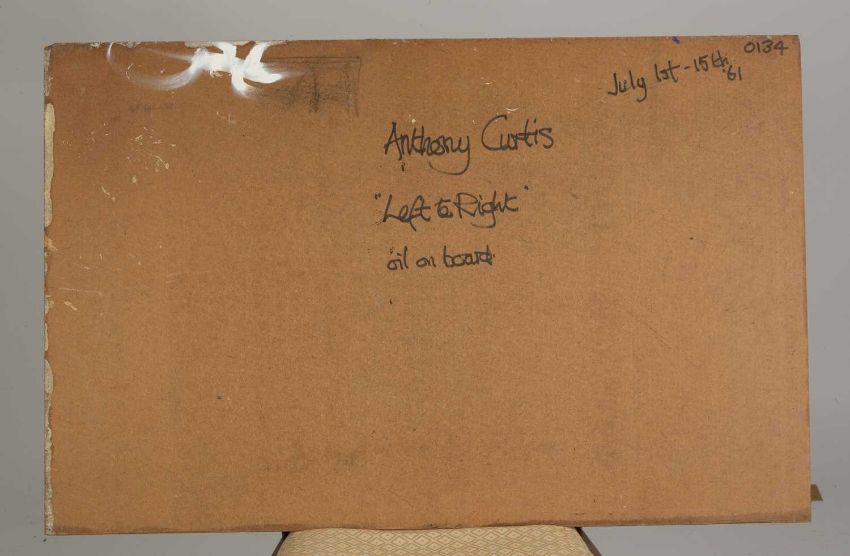 0134
July 1st - 15th '61
Anthony Curtis
"Left to Right"
oil on board